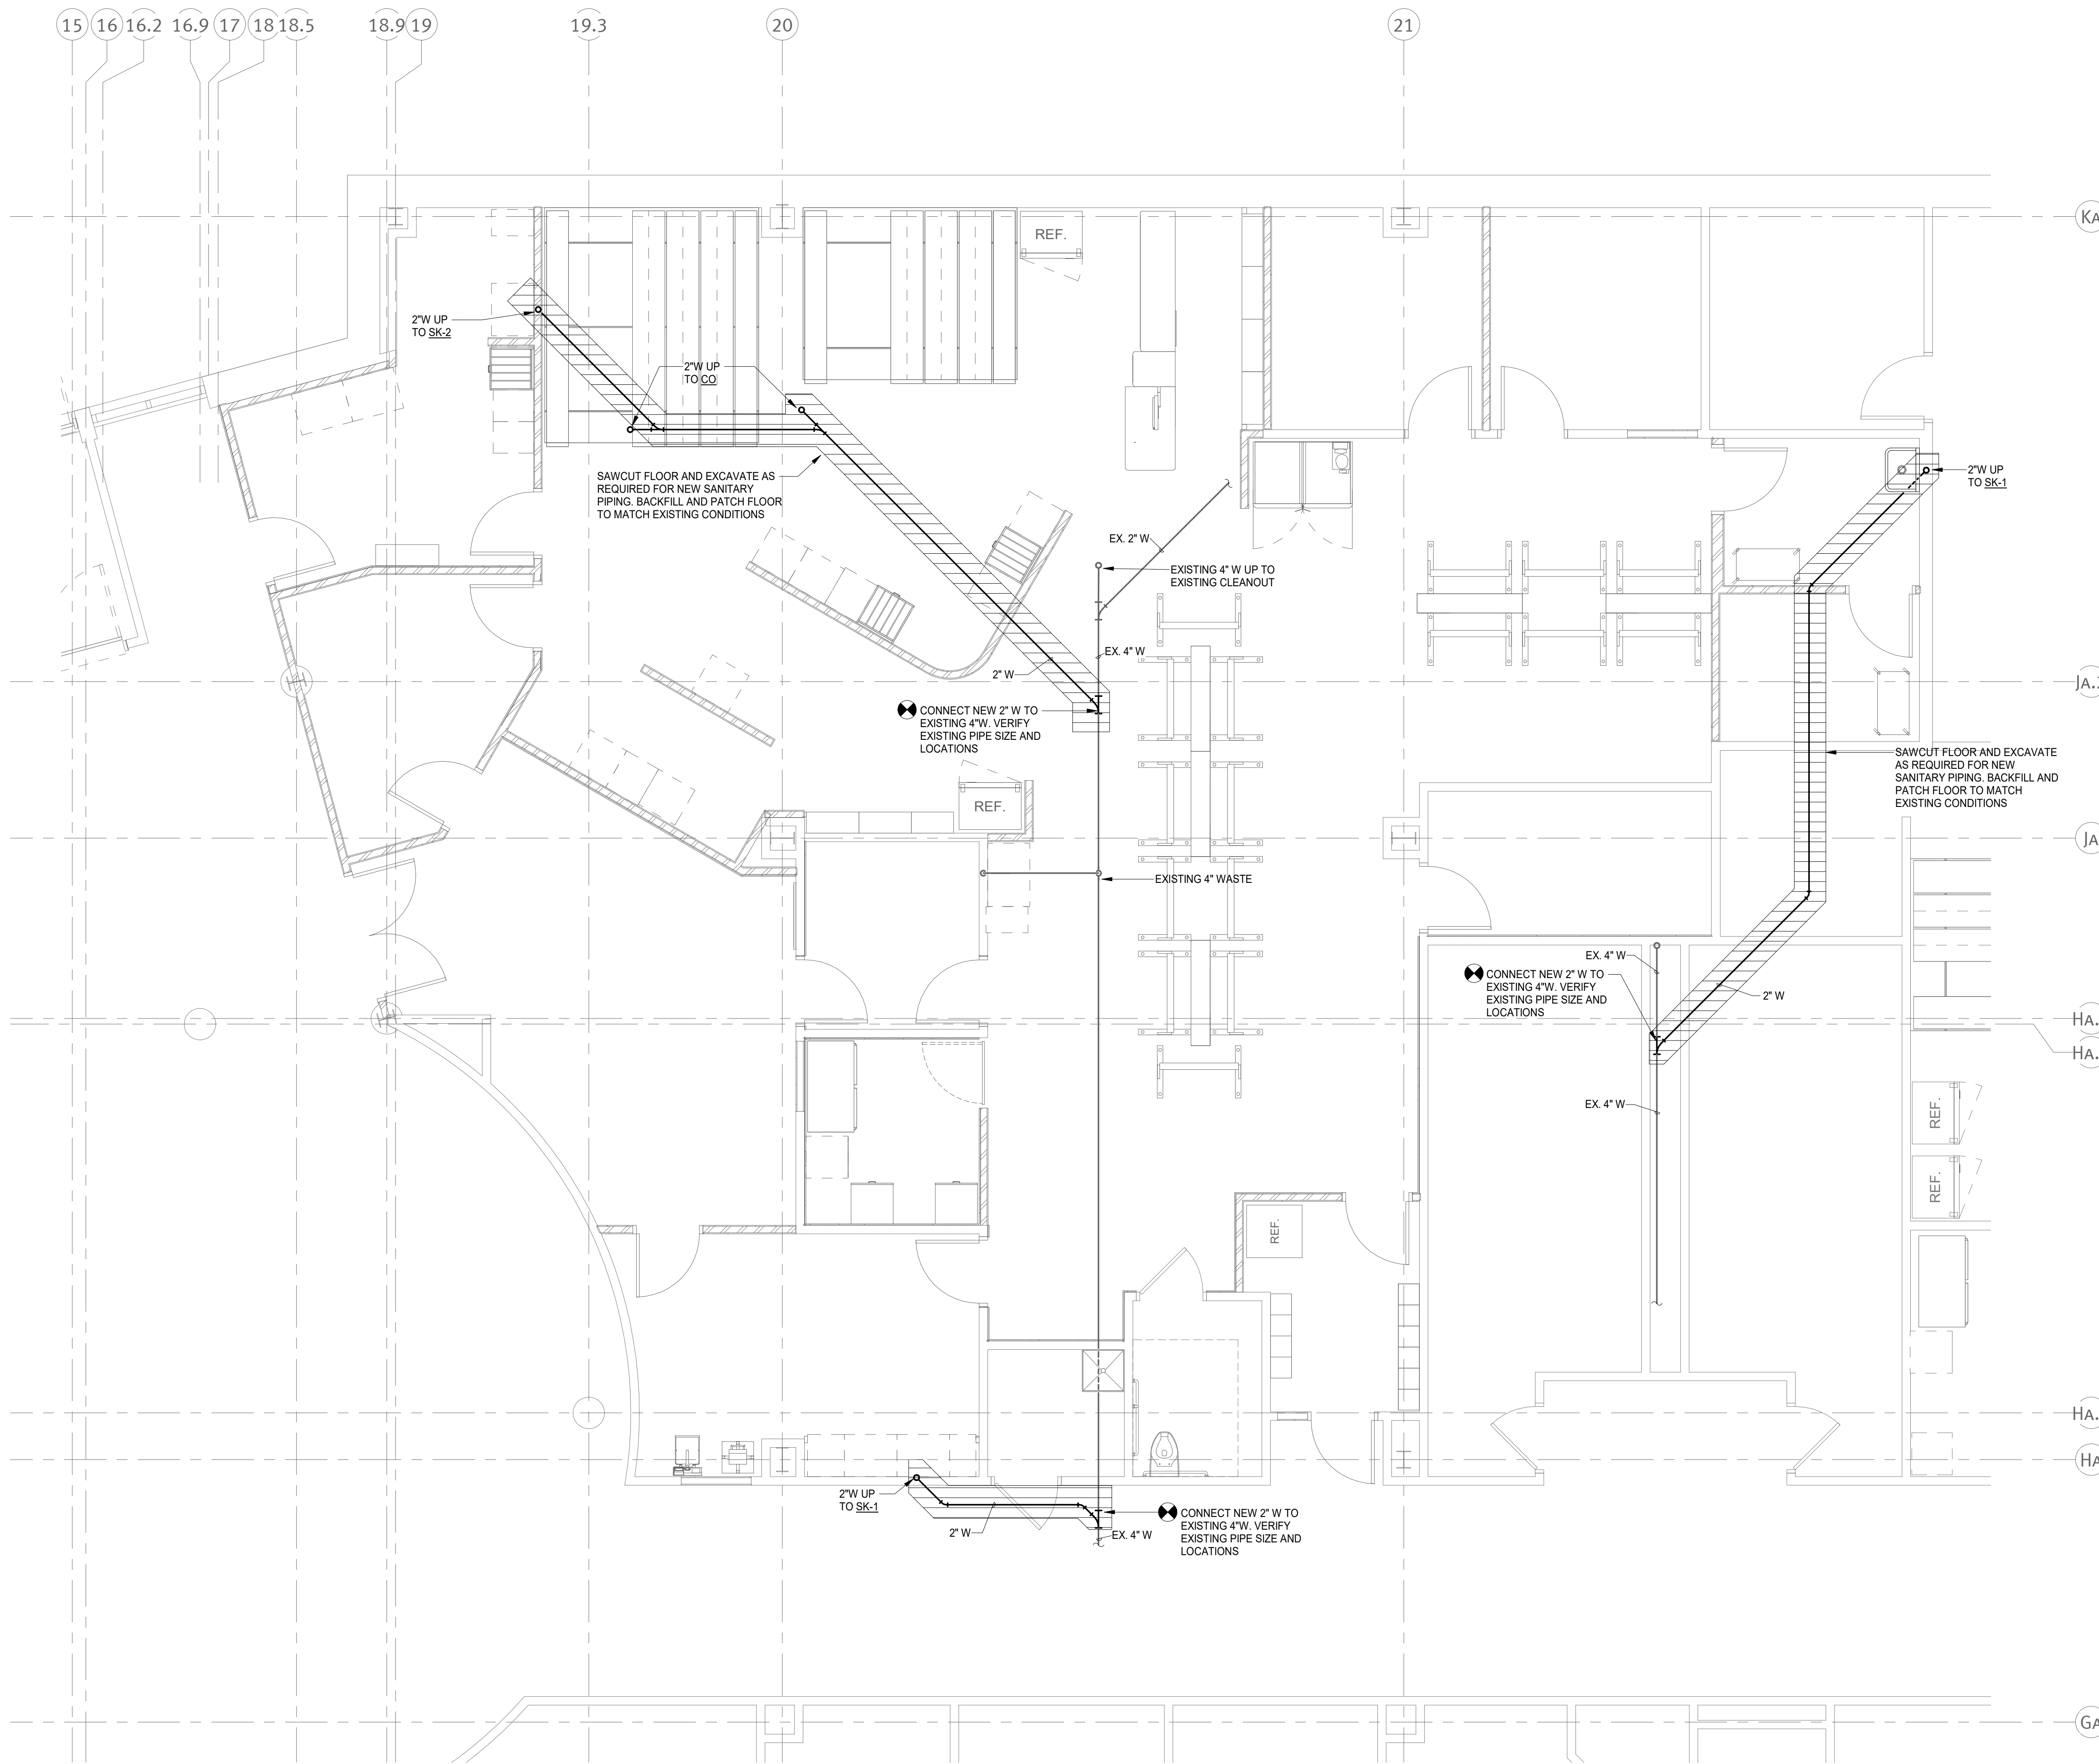 15 16 16.2 16.9 17 18 18.5 18.9 19 19.3 20 21
KA
REF.
2"W UP
TO SK-2
2"W UP
TO CO
SAWCUT FLOOR AND EXCAVATE AS
REQUIRED FOR NEW SANITARY
PIPING. BACKFILL AND PATCH FLOOR
TO MATCH EXISTING CONDITIONS
2"W UP
TO SK-1
EX. 2" W
EXISTING 4" W UP TO
EXISTING CLEANOUT
EX. 4" W
2" W
JA.
CONNECT NEW 2" W TO
EXISTING 4"W. VERIFY
EXISTING PIPE SIZE AND
LOCATIONS
SAWCUT FLOOR AND EXCAVATE
AS REQUIRED FOR NEW
SANITARY PIPING. BACKFILL AND
PATCH FLOOR TO MATCH
EXISTING CONDITIONS
REF.
JA
EXISTING 4" WASTE
EX. 4" W
CONNECT NEW 2" W TO
EXISTING 4"W. VERIFY
EXISTING PIPE SIZE AND
LOCATIONS
2" W
HA.
HA.
EX. 4" W
REF.
REF.
REF.
HA.
HA
2"W UP
TO SK-1
2" W
EX. 4" W
CONNECT NEW 2" W TO
EXISTING 4"W. VERIFY
EXISTING PIPE SIZE AND
LOCATIONS
GA